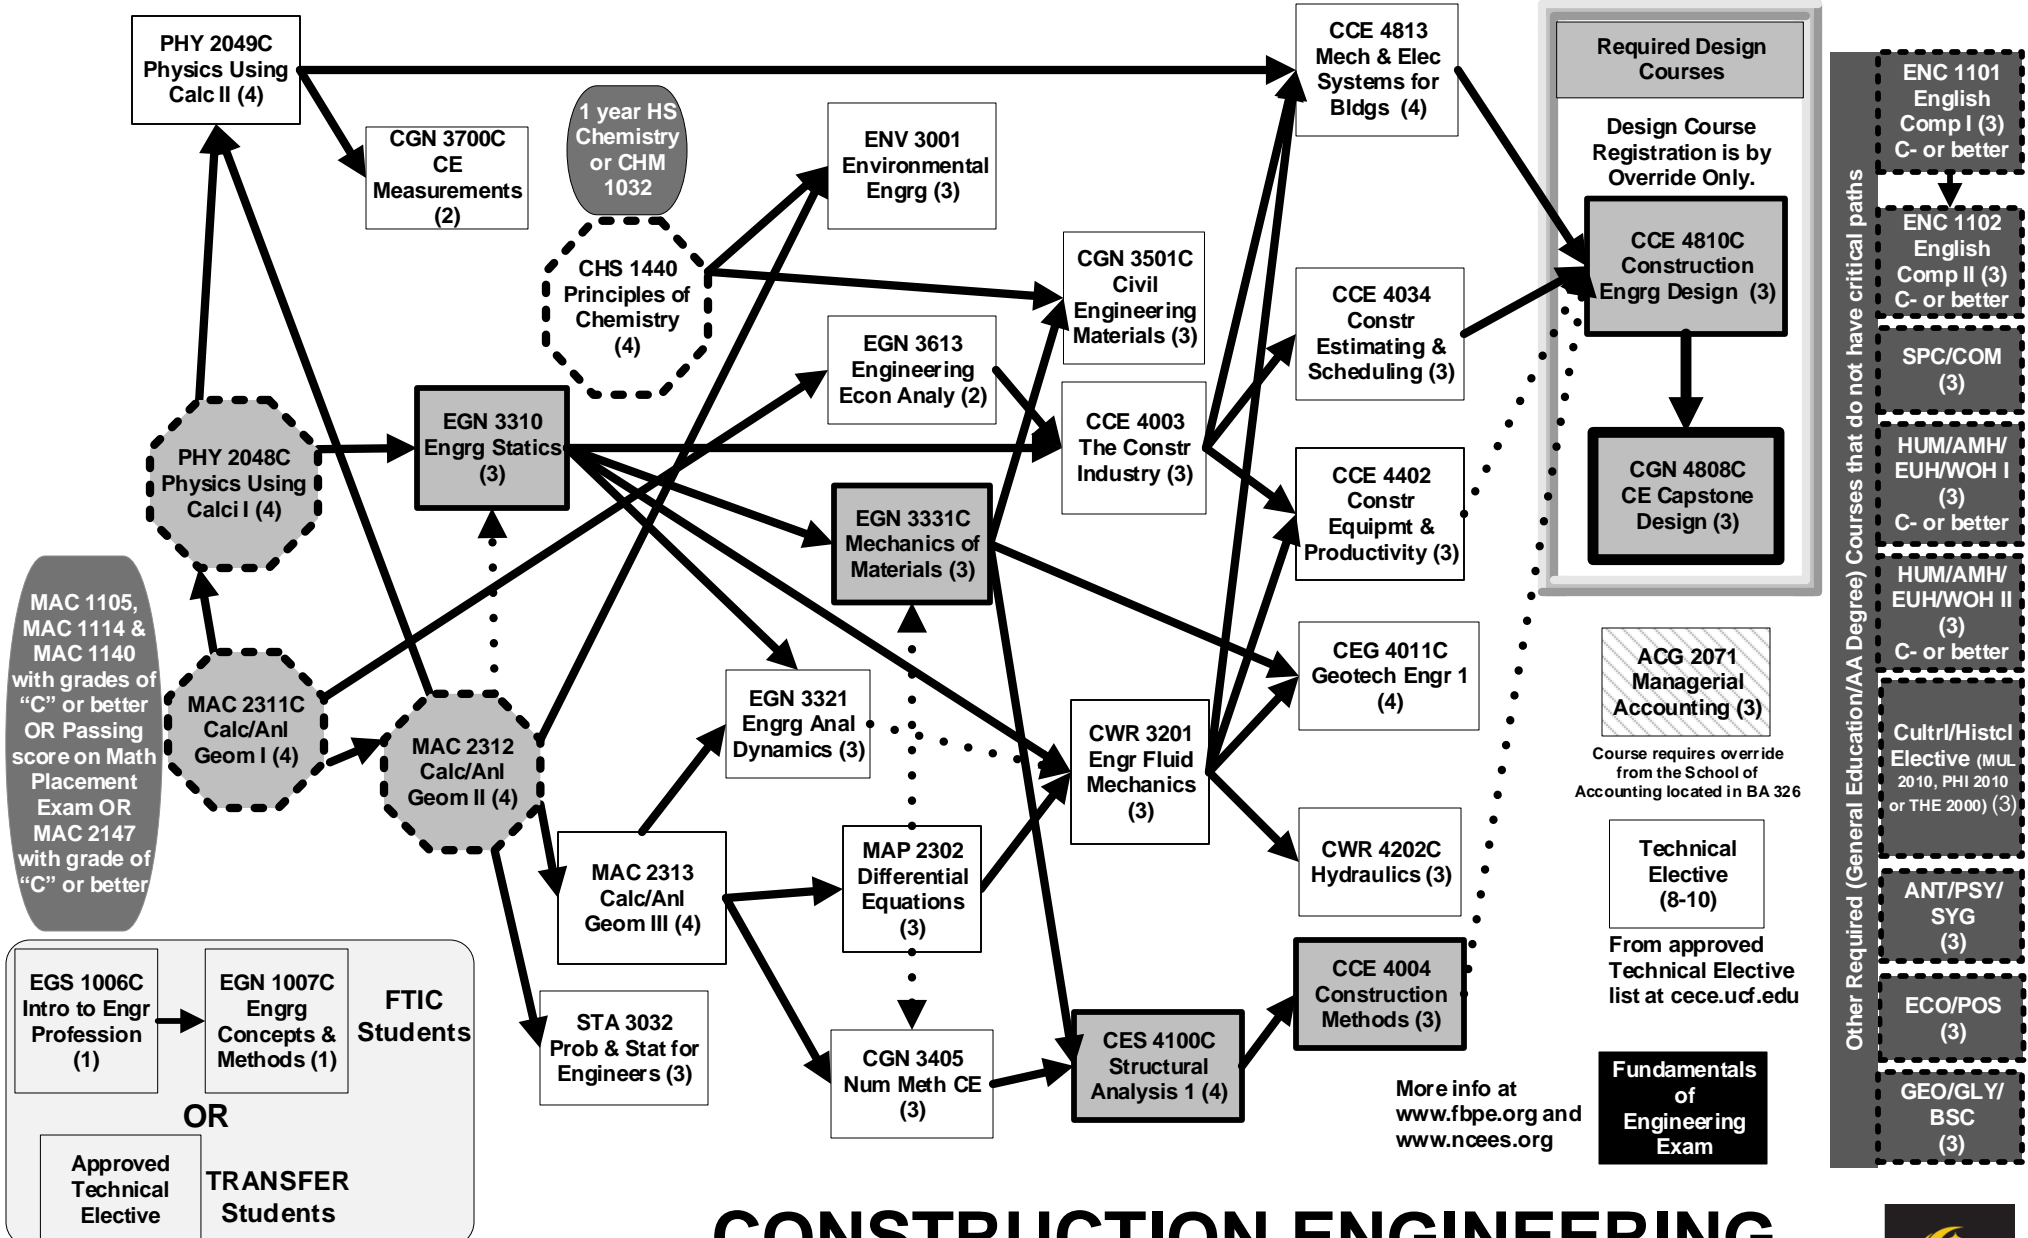 PHY 2049C
Physics Using
Calc II (4)
CGN 3700C
CE
Measurements
(2)
1 year HS
Chemistry
or CHM
1032
CHS 1440
Principles of
Chemistry
(4)
ENV 3001
Environmental
Engrg (3)
EGN 3613
Engineering
Econ Analy (2)
CGN 3501C
Civil
Engineering
Materials (3)
CCE 4003
The Constr
Industry (3)
CCE 4813
Mech & Elec
Systems for
Bldgs (4)
CCE 4034
Constr
Estimating &
Scheduling (3)
CCE 4402
Constr
Equipmt &
Productivity (3)
Required Design
Courses
Design Course
Registration is by
Override Only.
CCE 4810C
Construction
Engrg Design (3)
CGN 4808C
CE Capstone
Design (3)
PHY 2048C
Physics Using
Calci I (4)
EGN 3310
Engrg Statics
(3)
EGN 3331C
Mechanics of
Materials (3)
MAC 1105,
MAC 1114 &
MAC 1140
with grades of
“C” or better
OR Passing
score on Math
Placement
Exam OR
MAC 2147
with grade of
“C” or better
MAC 2311C
Calc/Anl
Geom I (4)
MAC 2312
Calc/Anl
Geom II (4)
EGN 3321
Engrg Anal
Dynamics (3)
MAC 2313
Calc/Anl
Geom III (4)
MAP 2302
Differential
Equations
(3)
CWR 3201
Engr Fluid
Mechanics
(3)
CEG 4011C
Geotech Engr 1
(4)
CWR 4202C
Hydraulics (3)
STA 3032
Prob & Stat for
Engineers (3)
CGN 3405
Num Meth CE
(3)
CES 4100C
Structural
Analysis 1 (4)
CCE 4004
Construction
Methods (3)
ACG 2071
Managerial
Accounting (3)
Course requires override
from the School of
Accounting located in BA 326
Technical
Elective
(8-10)
From approved
Technical Elective
list at cece.ucf.edu
More info at
www.fbpe.org and
www.ncees.org
Fundamentals
of
Engineering
Exam
EGS 1006C
Intro to Engr
Profession
(1)
EGN 1007C
Engrg
Concepts &
Methods (1)
FTIC
Students
OR
Approved
Technical
Elective
TRANSFER
Students
Other Required (General Education/AA Degree) Courses that do not have critical paths
ENC 1101
English
Comp I (3)
C- or better
ENC 1102
English
Comp II (3)
C- or better
SPC/COM
(3)
HUM/AMH/
EUH/WOH I
(3)
C- or better
HUM/AMH/
EUH/WOH II
(3)
C- or better
Cultrl/Histcl
Elective (MUL
2010, PHI 2010
or THE 2000) (3)
ANT/PSY/
SYG
(3)
ECO/POS
(3)
GEO/GLY/
BSC
(3)
CONSTRUCTION ENGINEERING